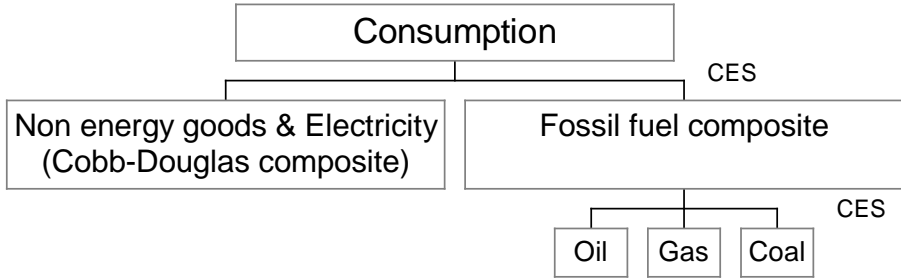 Consumption
CES
Non energy goods & Electricity
(Cobb-Douglas composite)
Fossil fuel composite
CES
Oil
Gas
Coal